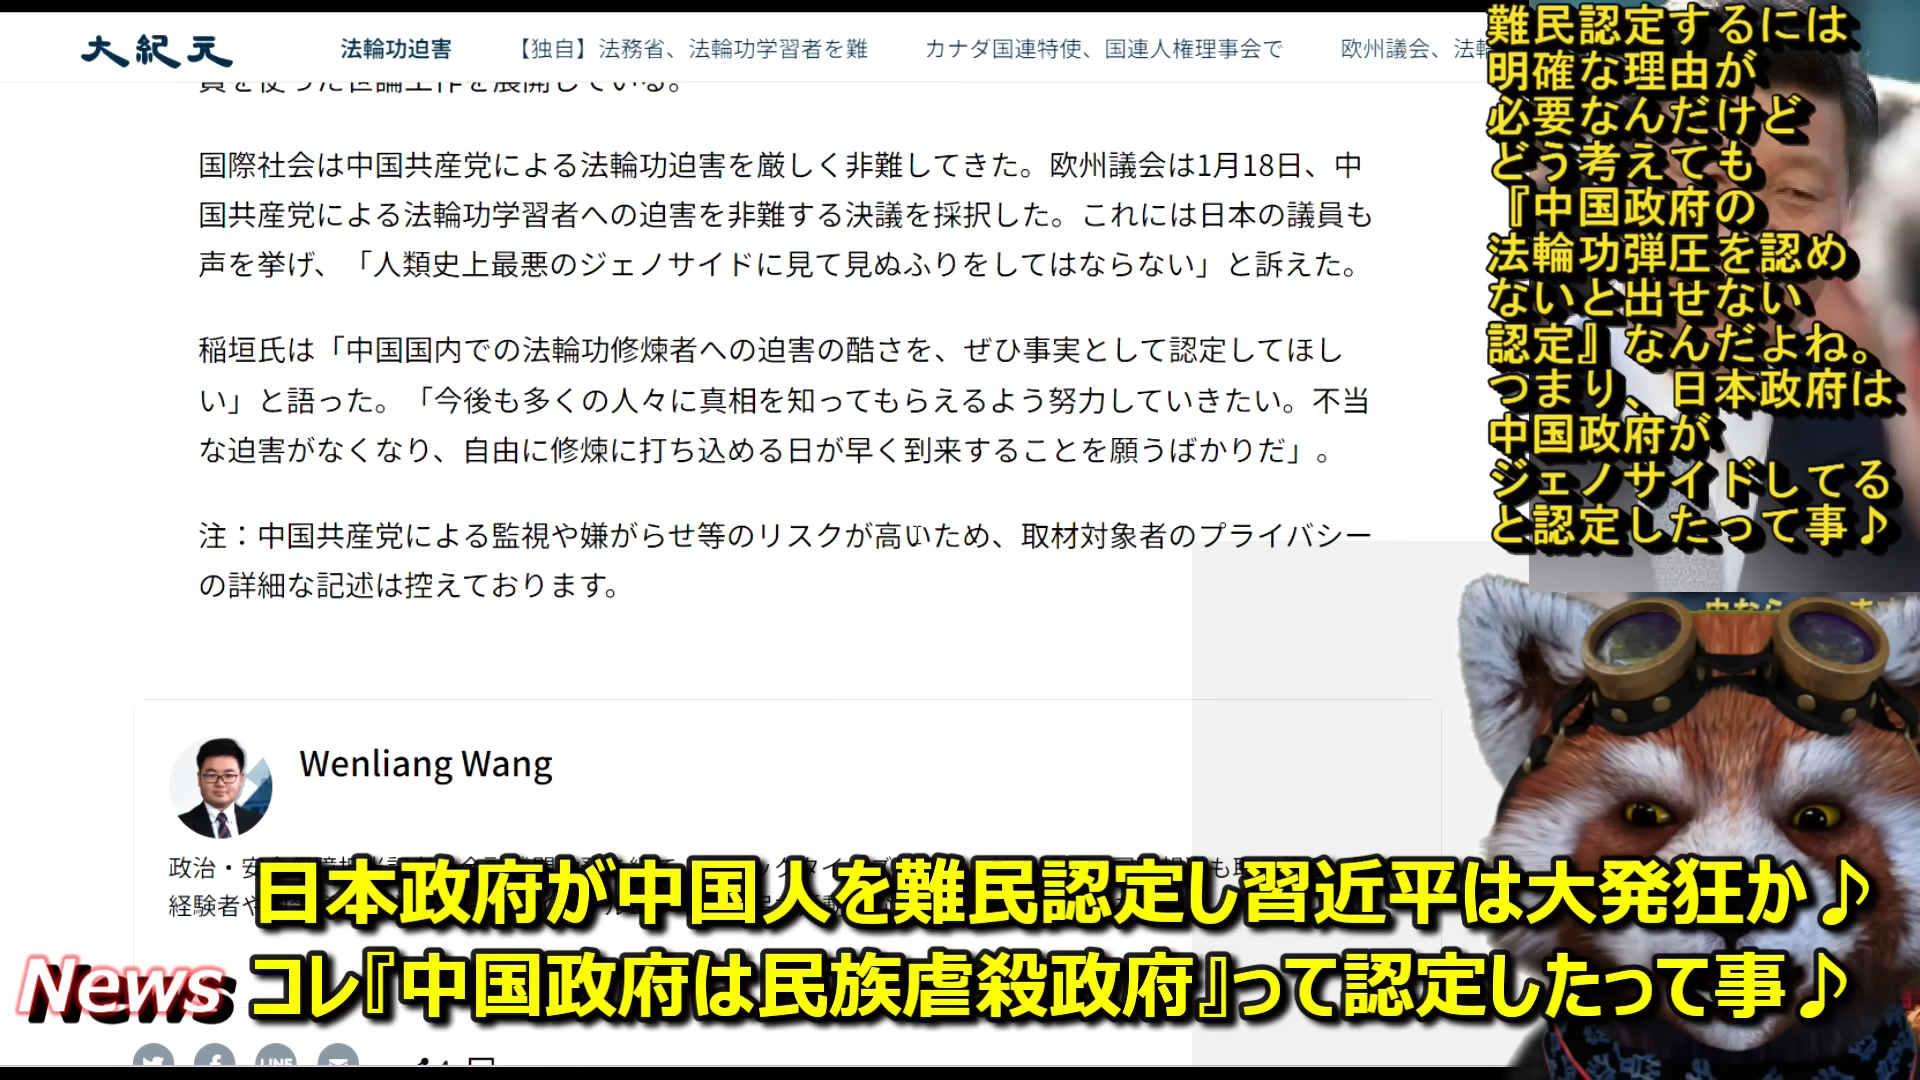 大紀元
法輪功迫害
【独自】法務省、法輪功学習者を難
カナダ国連特使、国連人権理事会で
欧州議会、法輪
員を使った世論工作を展開している。
国際社会は中国共産党による法輪功迫害を厳しく非難してきた。欧州議会は1月18日、中
国共産党による法輪功学習者への迫害を非難する決議を採択した。これには日本の議員も
声を挙げ、「人類史上最悪のジェノサイドに見て見ぬふりをしてはならない」と訴えた。
稲垣氏は「中国国内での法輪功修煉者への迫害の酷さを、ぜひ事実として認定してほし
い」と語った。「今後も多くの人々に真相を知ってもらえるよう努力していきたい。不当
な迫害がなくなり、自由に修煉に打ち込める日が早く到来することを願うばかりだ」。
注：中国共産党による監視や嫌がらせ等のリスクが高いため、取材対象者のプライバシー
の詳細な記述は控えております。
Wenliang Wang
政治・安
経験者や
難民認定するには
明確な理由が
必要なんだけど
どう考えても
『中国政府の
法輪功弾圧を認め
ないと出せない
認定』なんだよね。
つまり、日本政府は
中国政府が
ジェノサイドしてる
と認定したって事♪
日本政府が中国人を難民認定し習近平は大発狂か♪
News
コレ『中国政府は民族虐殺政府』って認定したって事♪
LINE